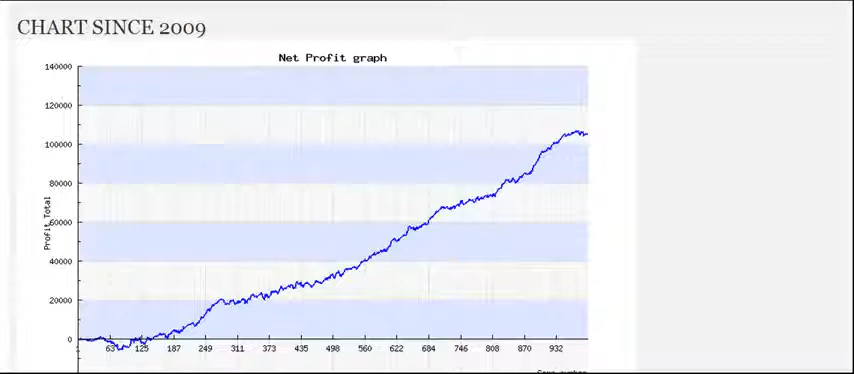 CHART SINCE 2009
Net Profit graph
140000
120000
100000
80000
60000
40000
20000
0
Profit Total
63 125 187 249 311 373 435 498 560 622 684 746 808 870 932